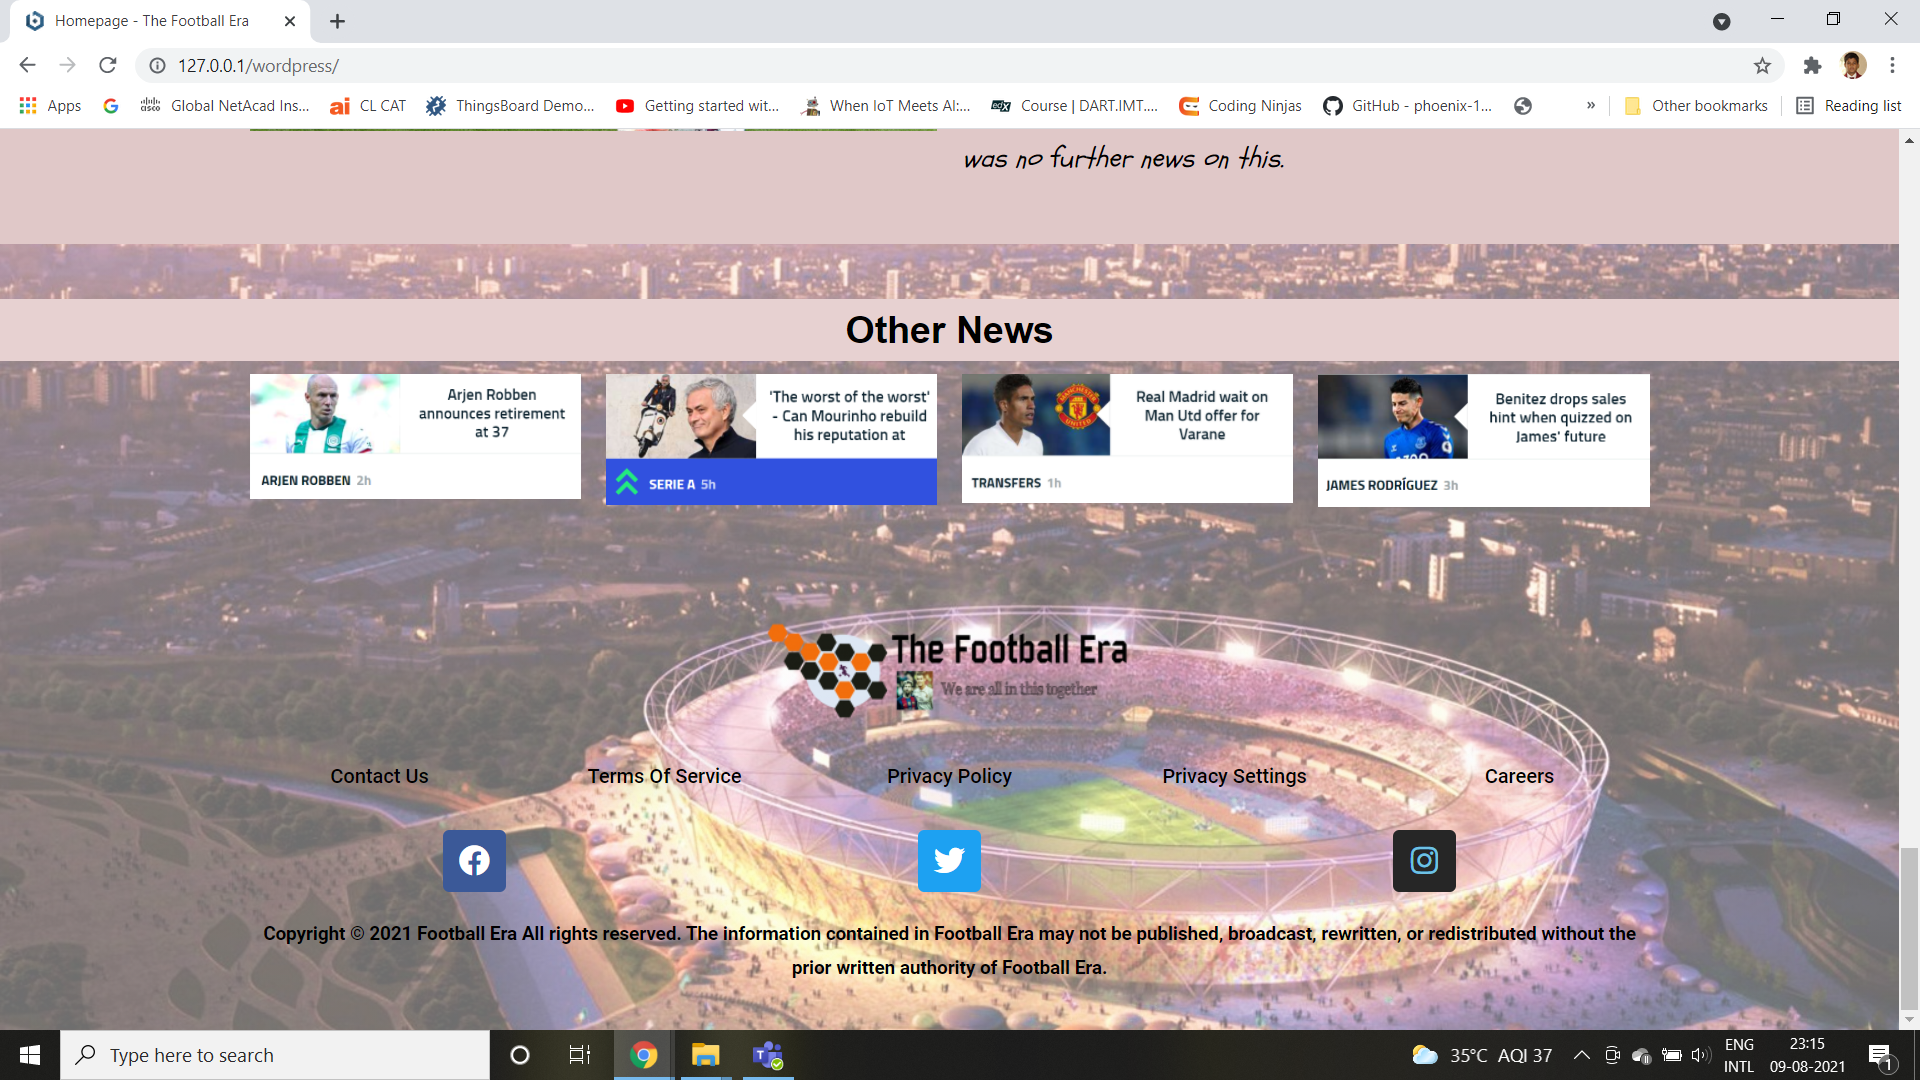 Homepage - The Football Era
127.0.0.1/wordpress/
Apps
Global NetAcad Ins...
CL CAT
ThingsBoard Demo...
Getting started wit...
When IoT Meets AI:...
Course | DART.IMT....
Coding Ninjas
GitHub - phoenix-1...
»
Other bookmarks
Reading list
was no further news on this.
Other News
Arjen Robben
announces retirement
at 37
ARJEN ROBBEN 2h
'The worst of the worst'
- Can Mourinho rebuild
his reputation at
SERIE A 5h
Real Madrid wait on
Man Utd offer for
Varane
TRANSFERS 1h
Benitez drops sales
hint when quizzed on
James' future
JAMES RODRÍGUEZ 3h
The Football Era
We are all in this together
Contact Us
Terms Of Service
Privacy Policy
Privacy Settings
Careers
Copyright © 2021 Football Era All rights reserved. The information contained in Football Era may not be published, broadcast, rewritten, or redistributed without the
prior written authority of Football Era.
Type here to search
35°C AQI 37
ENG
INTL
23:15
09-08-2021
1